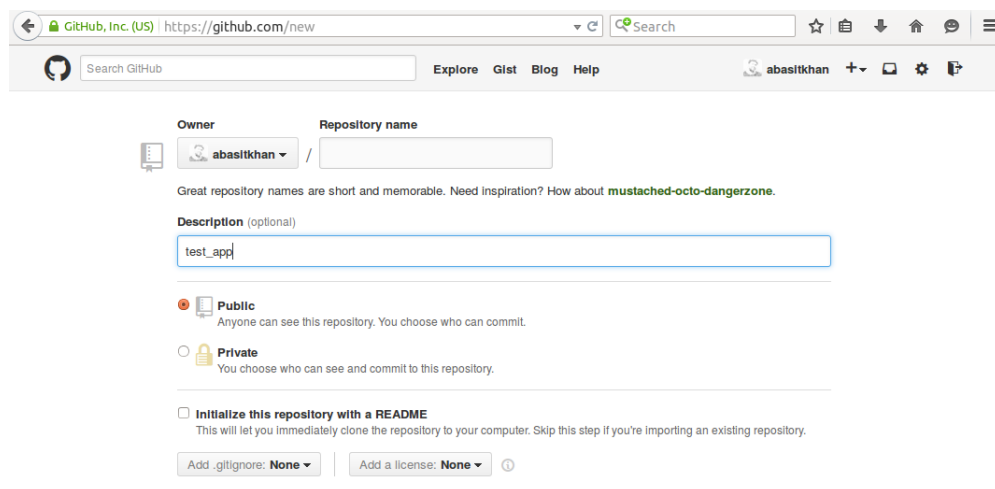 GitHub, Inc. (US) https://github.com/new Search
Search GitHub Explore Gist Blog Help abasitkhan
Owner Repository name
abasitkhan /
Great repository names are short and memorable. Need inspiration? How about mustached-octo-dangerzone.
Description (optional)
test_app
Public
Anyone can see this repository. You choose who can commit.
Private
You choose who can see and commit to this repository.
Initialize this repository with a README
This will let you immediately clone the repository to your computer. Skip this step if you're importing an existing repository.
Add .gitignore: None Add a license: None